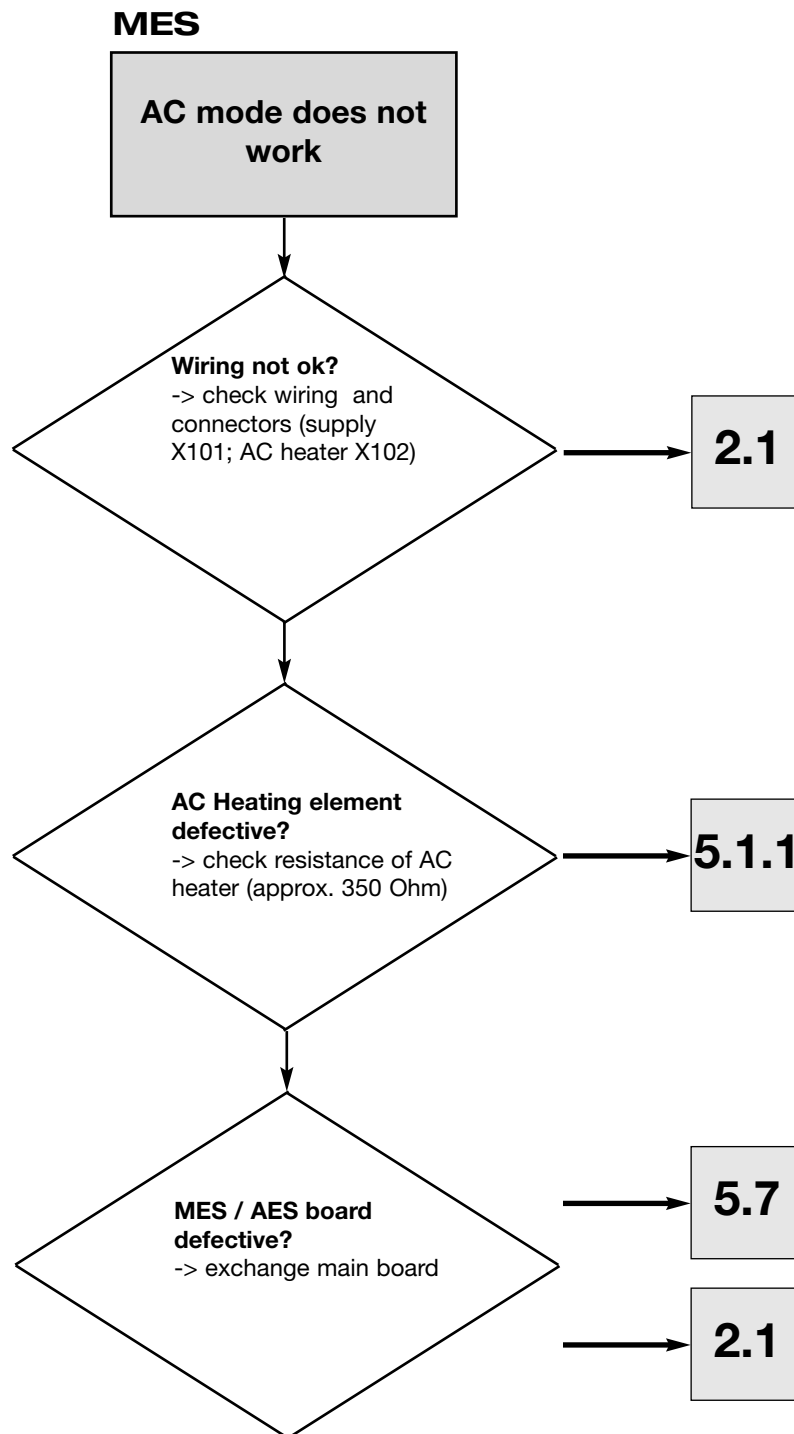 MES
AC mode does not
work
Wiring not ok?
-> check wiring and
connectors (supply
X101; AC heater X102)
2.1
AC Heating element
defective?
-> check resistance of AC
heater (approx. 350 Ohm)
5.1.1
MES / AES board
defective?
-> exchange main board
5.7
2.1